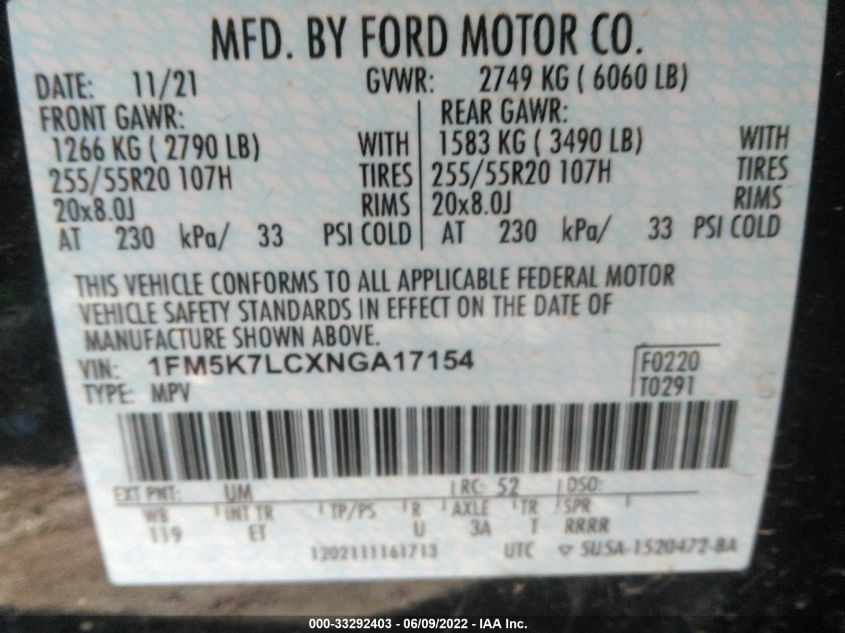 MFD. BY FORD MOTOR CO.
DATE: 11/21 GVWR: 2749 KG ( 6060 LB)
FRONT GAWR: REAR GAWR:
1266 KG ( 2790 LB) WITH 1583 KG ( 3490 LB) WITH
255/55R20 107H TIRES 255/55R20 107H TIRES
20x8.0J RIMS 20x8.0J RIMS
AT 230 kPa/ 33 PSI COLD AT 230 kPa/ 33 PSI COLD
THIS VEHICLE CONFORMS TO ALL APPLICABLE FEDERAL MOTOR
VEHICLE SAFETY STANDARDS IN EFFECT ON THE DATE OF
MANUFACTURE SHOWN ABOVE.
VIN: 1FM5K7LCXNGA17154 F0220
TYPE: MPV T0291
EXT PNT: UM RC: 52 DSO:
WB INT TR TP/PS R AXLE TR SPR
119 ET U 3A T RRRR
1202111161713 UTC ▽ SU5A-1520472-BA
000-33292403 - 06/09/2022 - IAA Inc.